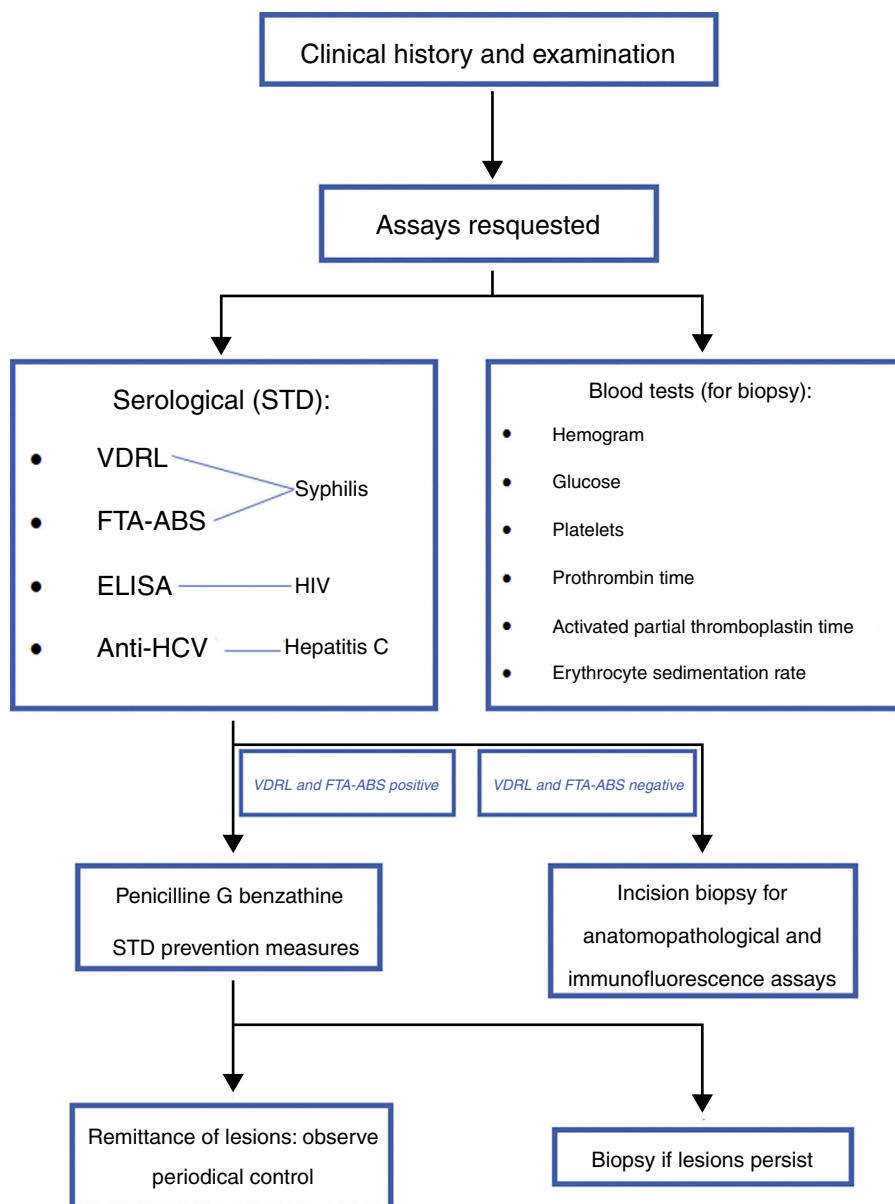 Clinical history and examination
Assays resquested
Serological (STD):
• VDRL
Syphilis
• FTA-ABS
• ELISA HIV
• Anti-HCV Hepatitis C
Blood tests (for biopsy):
• Hemogram
• Glucose
• Platelets
• Prothrombin time
• Activated partial thromboplastin time
• Erythrocyte sedimentation rate
VDRL and FTA-ABS positive
VDRL and FTA-ABS negative
Penicilline G benzathine
STD prevention measures
Incision biopsy for
anatomopathological and
immunofluorescence assays
Remittance of lesions: observe
periodical control
Biopsy if lesions persist